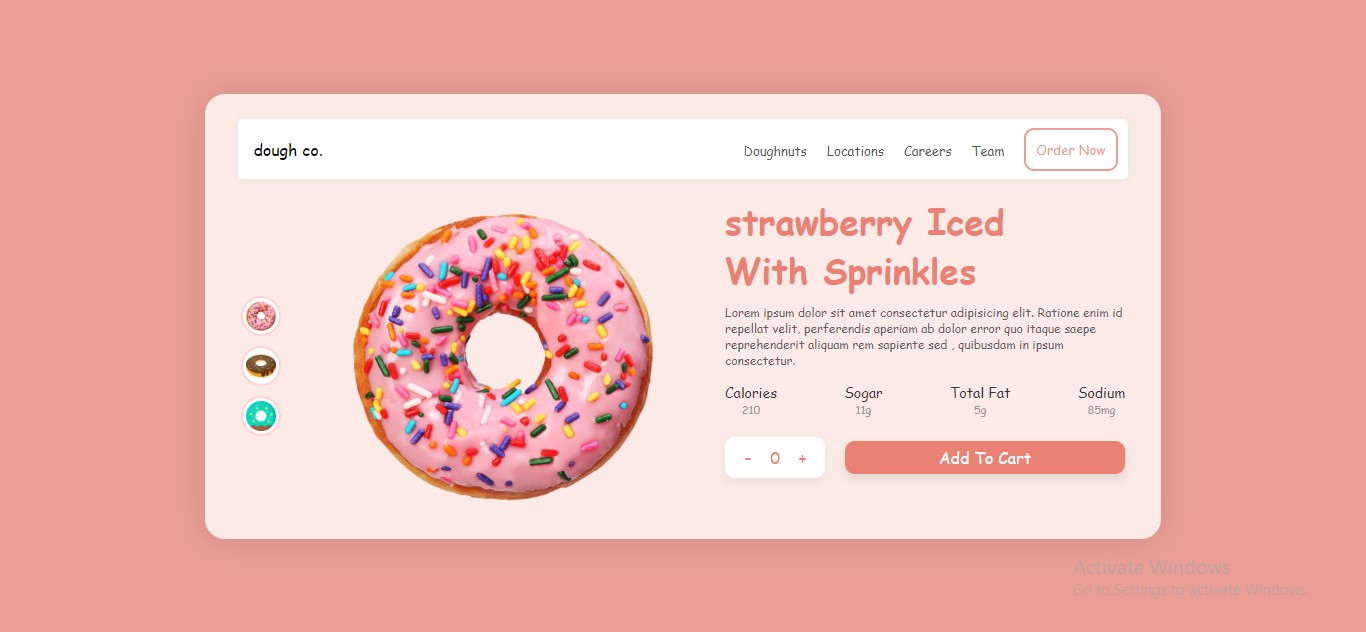 dough co.
Doughnuts Locations Careers Team Order Now
strawberry Iced
With Sprinkles
Lorem ipsum dolor sit amet consectetur adipisicing elit. Ratione enim id
repellat velit, perferendis aperiam ab dolor error quo itaque saepe
reprehenderit aliquam rem sapiente sed , quibusdam in ipsum
consectetur.
Calories Sogar Total Fat Sodium
210 11g 5g 85mg
- 0 + Add To Cart
Activate Windows
Go to Settings to activate Windows.